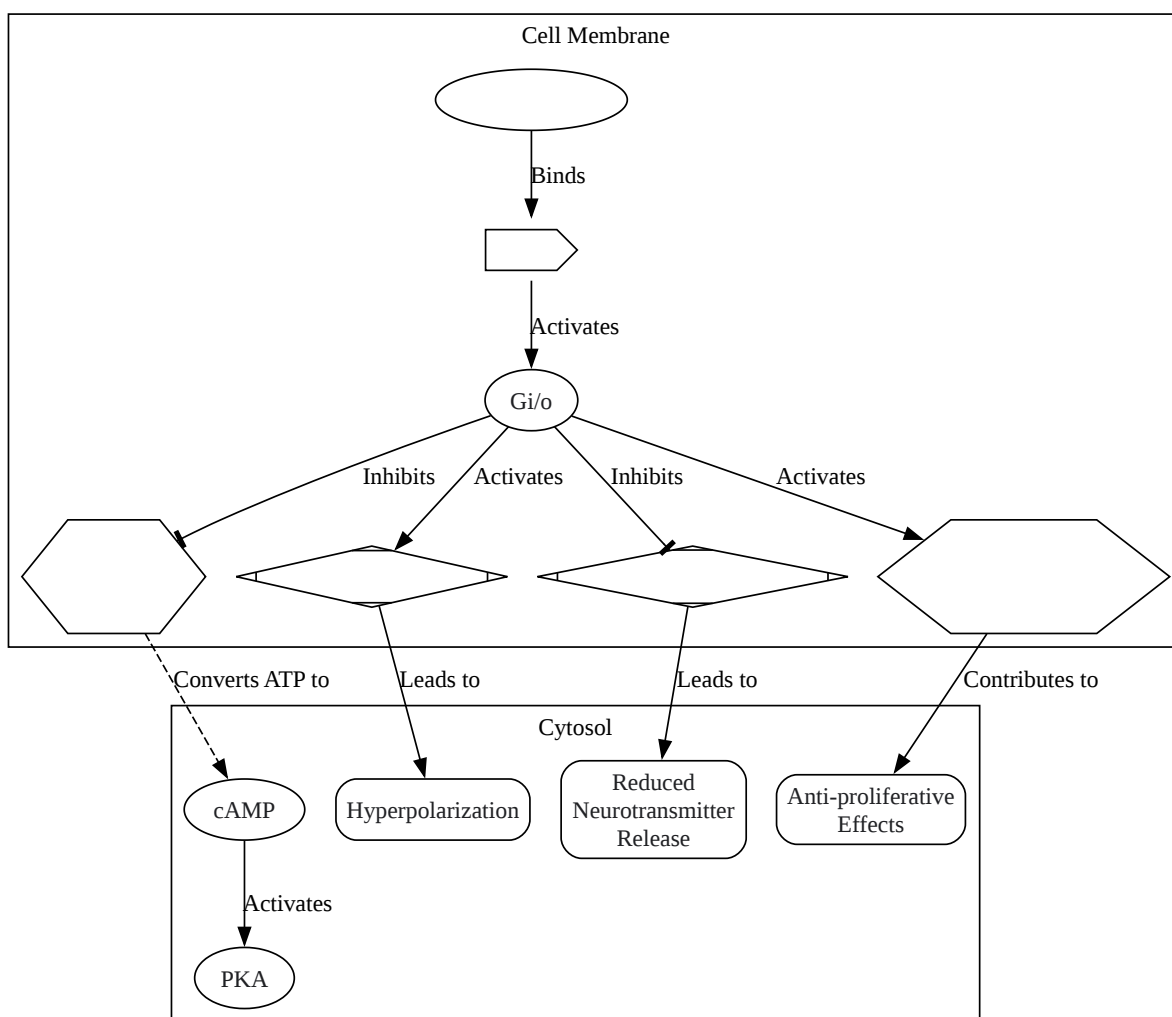 Cell Membrane
Binds
Activates
Gi/o
Inhibits
Activates
Inhibits
Activates
Converts ATP to
Leads to
Leads to
Contributes to
Cytosol
cAMP
Hyperpolarization
Reduced
Neurotransmitter
Release
Anti-proliferative
Effects
Activates
PKA